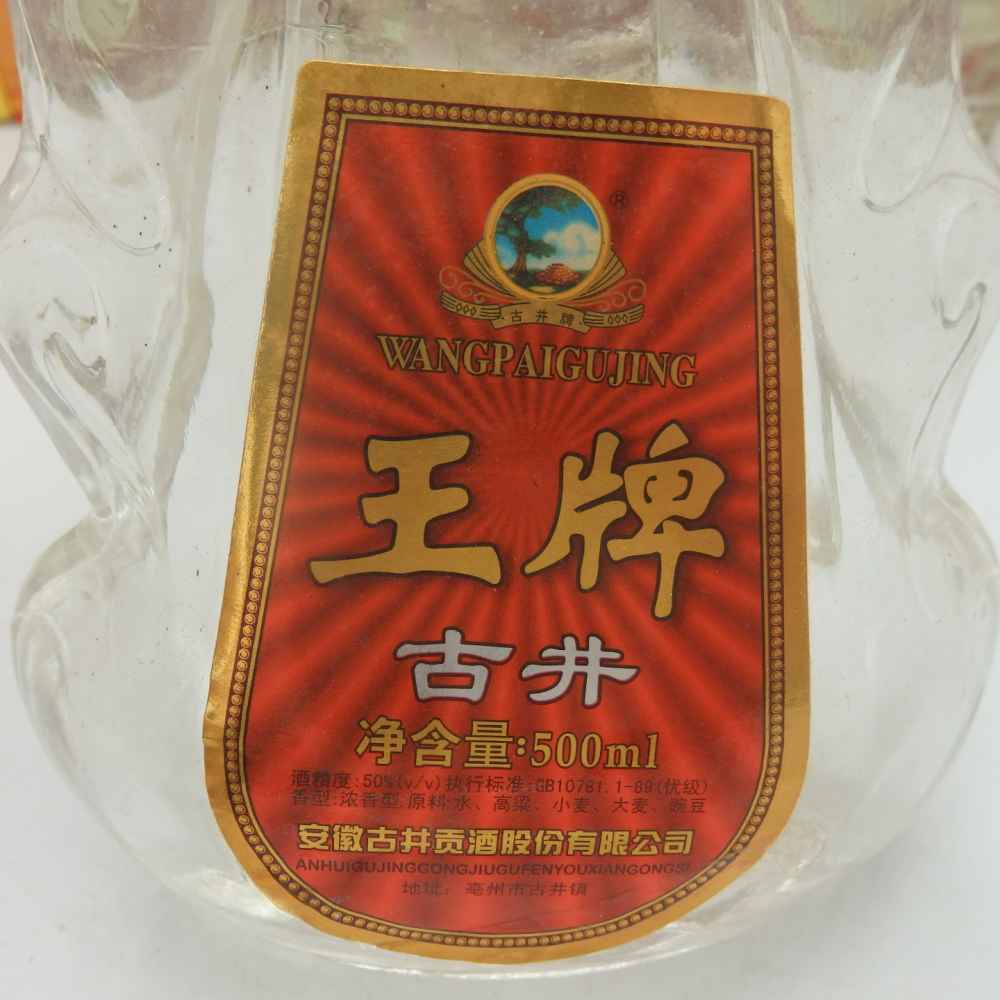 ®
古井牌
WANGPAIGUJING
王牌
古井
净含量:500ml
酒精度:50%(v/v)执行标准:GB10781.1-89(优级)
香型:浓香型 原料:水、高粱、小麦、大麦、豌豆
安徽古井贡酒股份有限公司
ANHUIGUJINGGONGJIUGUFENYOUXIANGONGSI
地址:亳州市古井镇